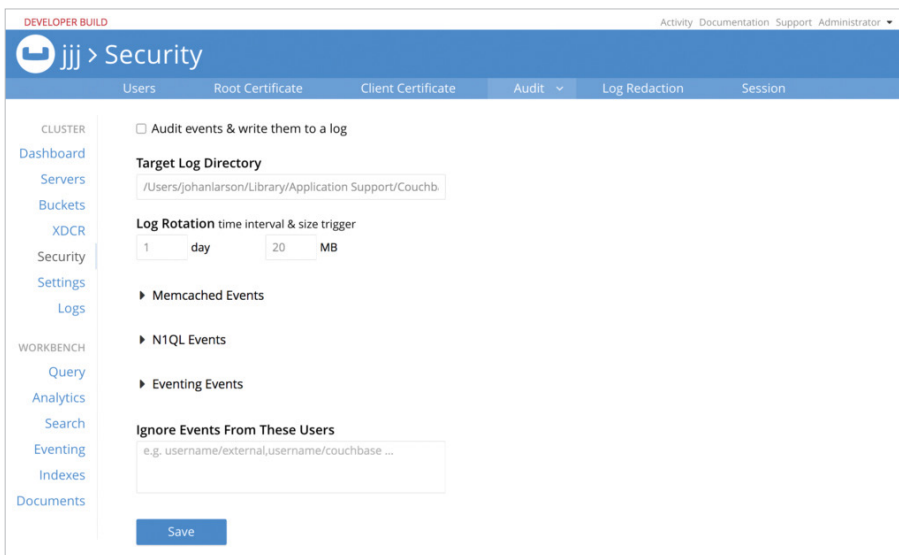 DEVELOPER BUILD
Activity Documentation Support Administrator
jjj > Security
Users Root Certificate Client Certificate Audit Log Redaction Session
CLUSTER
Dashboard
Servers
Buckets
XDCR
Security
Settings
Logs
WORKBENCH
Query
Analytics
Search
Eventing
Indexes
Documents
Audit events & write them to a log
Target Log Directory
/Users/johanlarson/Library/Application Support/Couchb
Log Rotation time interval & size trigger
1 day 20 MB
Memcached Events
N1QL Events
Eventing Events
Ignore Events From These Users
e.g. username/external,username/couchbase ...
Save